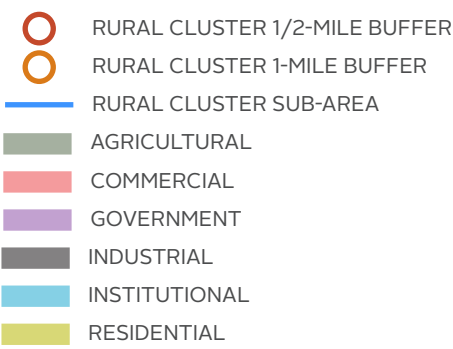 RURAL CLUSTER 1/2-MILE BUFFER
RURAL CLUSTER 1-MILE BUFFER
RURAL CLUSTER SUB-AREA
AGRICULTURAL
COMMERCIAL
GOVERNMENT
INDUSTRIAL
INSTITUTIONAL
RESIDENTIAL